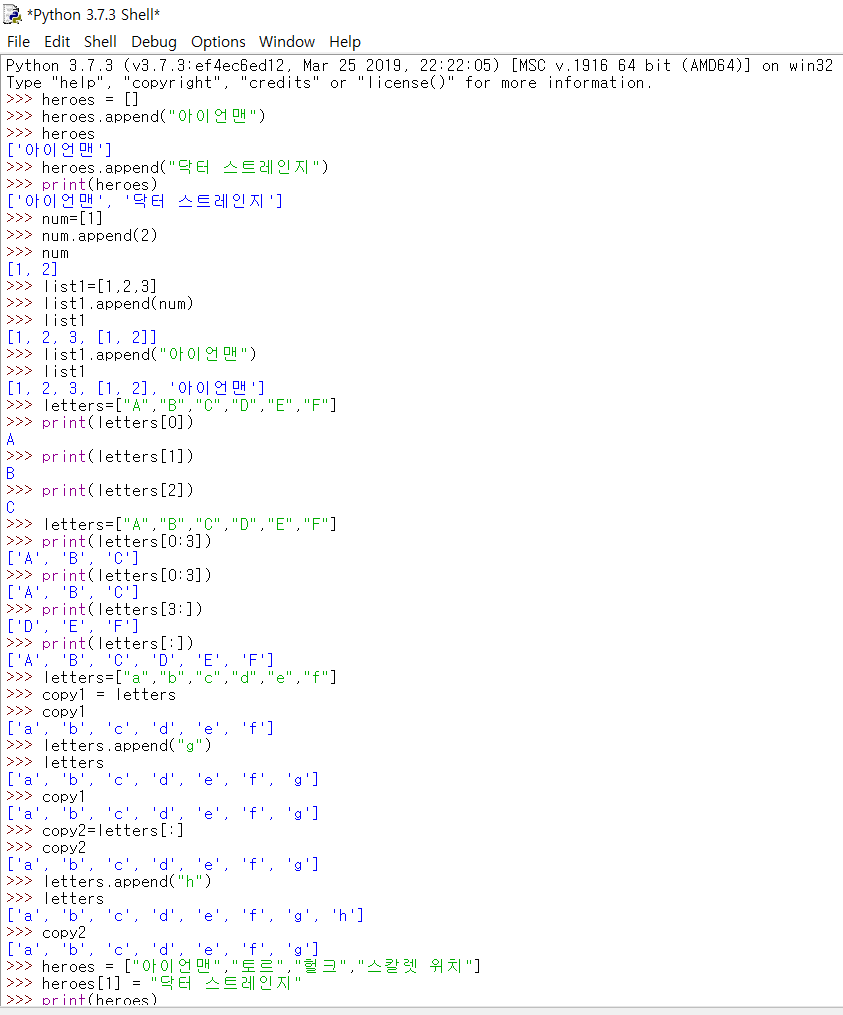 *Python 3.7.3 Shell*
File Edit Shell Debug Options Window Help
Python 3.7.3 (v3.7.3:ef4ec6ed12, Mar 25 2019, 22:22:05) [MSC v.1916 64 bit (AMD64)] on win32
Type "help", "copyright", "credits" or "license()" for more information.
>>> heroes = []
>>> heroes.append("아이언맨")
>>> heroes
['아이언맨']
>>> heroes.append("닥터 스트레인지")
>>> print(heroes)
['아이언맨', '닥터 스트레인지']
>>> num=[1]
>>> num.append(2)
>>> num
[1, 2]
>>> list1=[1,2,3]
>>> list1.append(num)
>>> list1
[1, 2, 3, [1, 2]]
>>> list1.append("아이언맨")
>>> list1
[1, 2, 3, [1, 2], '아이언맨']
>>> letters=["A","B","C","D","E","F"]
>>> print(letters[0])
A
>>> print(letters[1])
B
>>> print(letters[2])
C
>>> letters=["A","B","C","D","E","F"]
>>> print(letters[0:3])
['A', 'B', 'C']
>>> print(letters[0:3])
['A', 'B', 'C']
>>> print(letters[3:])
['D', 'E', 'F']
>>> print(letters[:])
['A', 'B', 'C', 'D', 'E', 'F']
>>> letters=["a","b","c","d","e","f"]
>>> copy1 = letters
>>> copy1
['a', 'b', 'c', 'd', 'e', 'f']
>>> letters.append("g")
>>> letters
['a', 'b', 'c', 'd', 'e', 'f', 'g']
>>> copy1
['a', 'b', 'c', 'd', 'e', 'f', 'g']
>>> copy2=letters[:]
>>> copy2
['a', 'b', 'c', 'd', 'e', 'f', 'g']
>>> letters.append("h")
>>> letters
['a', 'b', 'c', 'd', 'e', 'f', 'g', 'h']
>>> copy2
['a', 'b', 'c', 'd', 'e', 'f', 'g']
>>> heroes = ["아이언맨","토르","헐크","스칼렛 위치"]
>>> heroes[1] = "닥터 스트레인지"
>>> print(heroes)